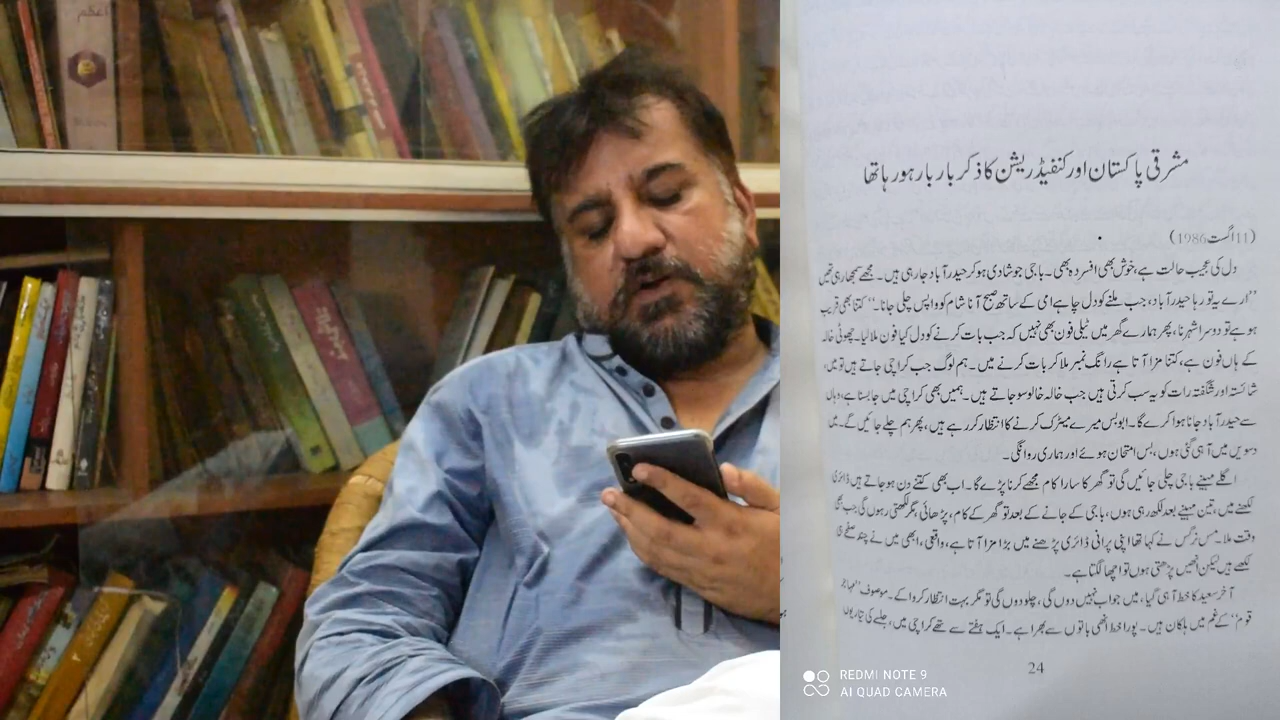 مشرقی پاکستان اور کنفیڈریشن کا ذکر بار بار ہو رہا تھا
(11 اگست 1986)
دل کی عجیب حالت ہے، خوش بھی افسردہ بھی۔ باجی جو شادی ہو کر حیدرآباد جا رہی ہیں۔ مجھے سمجھا رہی تھیں
’’ارے یہ تو رہا حیدرآباد، جب ملنے کو دل چاہے امی کے ساتھ صبح آنا شام کو واپس چلی جانا۔‘‘ کتنا بھی قریب
ہو ہے تو دوسرا شہر نا، پھر ہمارے گھر میں ٹیلی فون بھی نہیں کہ جب بات کرنے کو دل کیا فون ملا لیا۔ چھوٹی خالہ
کے ہاں فون ہے، کتنا مزا آتا ہے رانگ نمبر ملا کر بات کرنے میں۔ ہم لوگ جب کراچی جاتے ہیں تو میں،
شائستہ اور شگفتہ رات کو یہ سب کرتی ہیں جب خالہ خالو سو جاتے ہیں۔ ہمیں بھی کراچی میں جا بسنا ہے، وہاں
سے حیدرآباد جانا ہوا کرے گا۔ ابو بس میرے میٹرک کرنے کا انتظار کر رہے ہیں، پھر ہم چلے جائیں گے۔ میں
دسویں میں آ ہی گئی ہوں، بس امتحان ہوئے اور ہماری روانگی۔
اگلے مہینے باجی چلی جائیں گی تو گھر کا سارا کام مجھے کرنا پڑے گا۔ اب بھی کتنے دن ہو جاتے ہیں ڈائری
لکھنے میں، تین مہینے بعد لکھ رہی ہوں، باجی کے جانے کے بعد تو گھر کے کام، پڑھائی، مگر لکھتی رہوں گی جب بھی
وقت ملا۔ مس نرگس نے کہا تھا اپنی پرانی ڈائری پڑھنے میں بڑا مزا آتا ہے، واقعی، ابھی میں نے چند صفحے ہی
لکھے ہیں لیکن انھیں پڑھتی ہوں تو اچھا لگتا ہے۔
آخر سعید کا خط آ ہی گیا، میں جواب نہیں دوں گی، چلو دوں گی تو مگر بہت انتظار کروا کے۔ موصوف ’’مہاجر
قوم‘‘ کے غم میں ہلکان ہیں۔ پورا خط انھی باتوں سے بھرا ہے۔ ایک ہفتے سے تھے کراچی میں، جلسے کی تیاریوں
24
REDMI NOTE 9
AI QUAD CAMERA